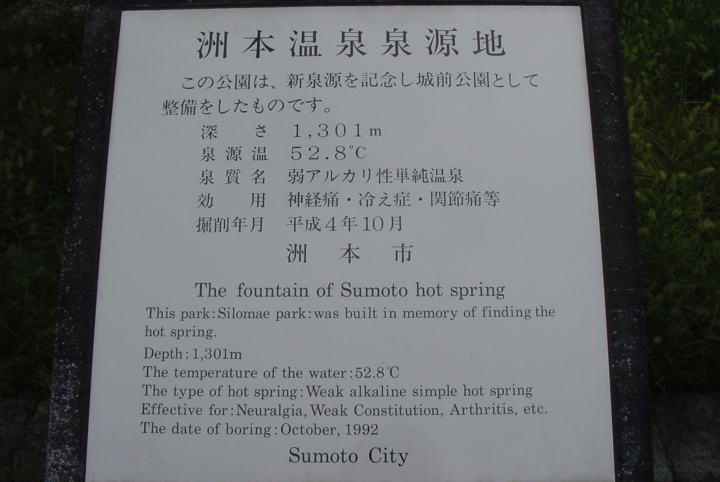 洲本温泉泉源地
この公園は、新泉源を記念し城前公園として
整備をしたものです。
深さ 1,301m
泉源温 52.8℃
泉質名 弱アルカリ性単純温泉
効用 神経痛・冷え症・関節痛等
掘削年月 平成4年10月
洲本市
The fountain of Sumoto hot spring
This park:Silomae park:was built in memory of finding the
hot spring.
Depth:1,301m
The temperature of the water:52.8℃
The type of hot spring:Weak alkaline simple hot spring
Effective for:Neuralgia,Weak Constitution, Arthritis, etc.
The date of boring:October, 1992
Sumoto City